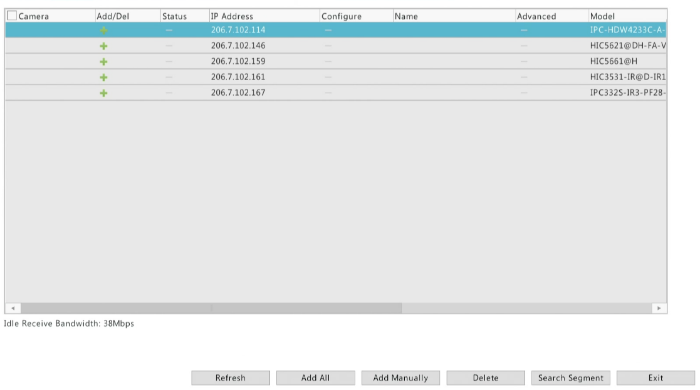 Camera Add/Del Status IP Address Configure Name Advanced Model
206.7.102.114 IPC-HDW4233C-A-
206.7.102.146 HIC5621@DH-FA-V
206.7.102.159 HIC5661@H
206.7.102.161 HIC3531-IR@D-IR1
206.7.102.167 IPC332S-IR3-PF28-
Idle Receive Bandwidth: 38Mbps
Refresh Add All Add Manually Delete Search Segment Exit